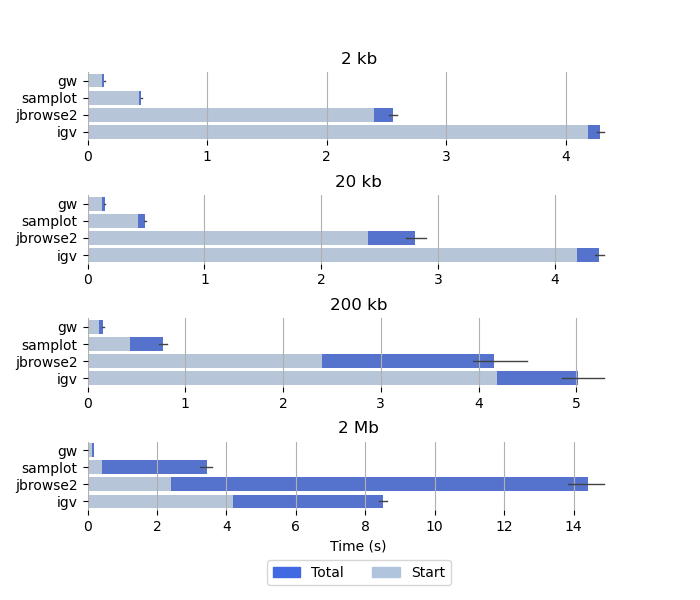 2 kb
gw
samplot
jbrowse2
igv
0 1 2 3 4
20 kb
gw
samplot
jbrowse2
igv
0 1 2 3 4
200 kb
gw
samplot
jbrowse2
igv
0 1 2 3 4 5
2 Mb
gw
samplot
jbrowse2
igv
0 2 4 6 8 10 12 14
Time (s)
Total Start